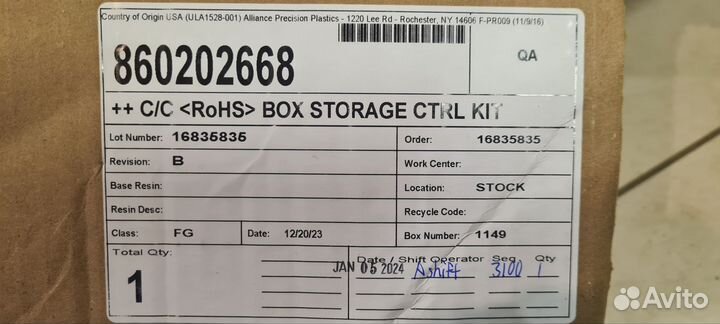 Country of Origin USA (ULA1528-001) Alliance Precision Plastics - 1220 Lee Rd - Rochester, NY 14606 F-PR009 (11/9/16)
860202668
QA
++ C/C <RoHS> BOX STORAGE CTRL KIT
Lot Number: 16835835
Order: 16835835
Revision: B
Work Center:
Base Resin:
Location: STOCK
Resin Desc:
Recycle Code:
Class: FG
Date: 12/20/23
Box Number: 1149
Total Qty:
1
Date / Shift Operator Seq Qty
JAN 05 2024 A shift 3100 1
Avito